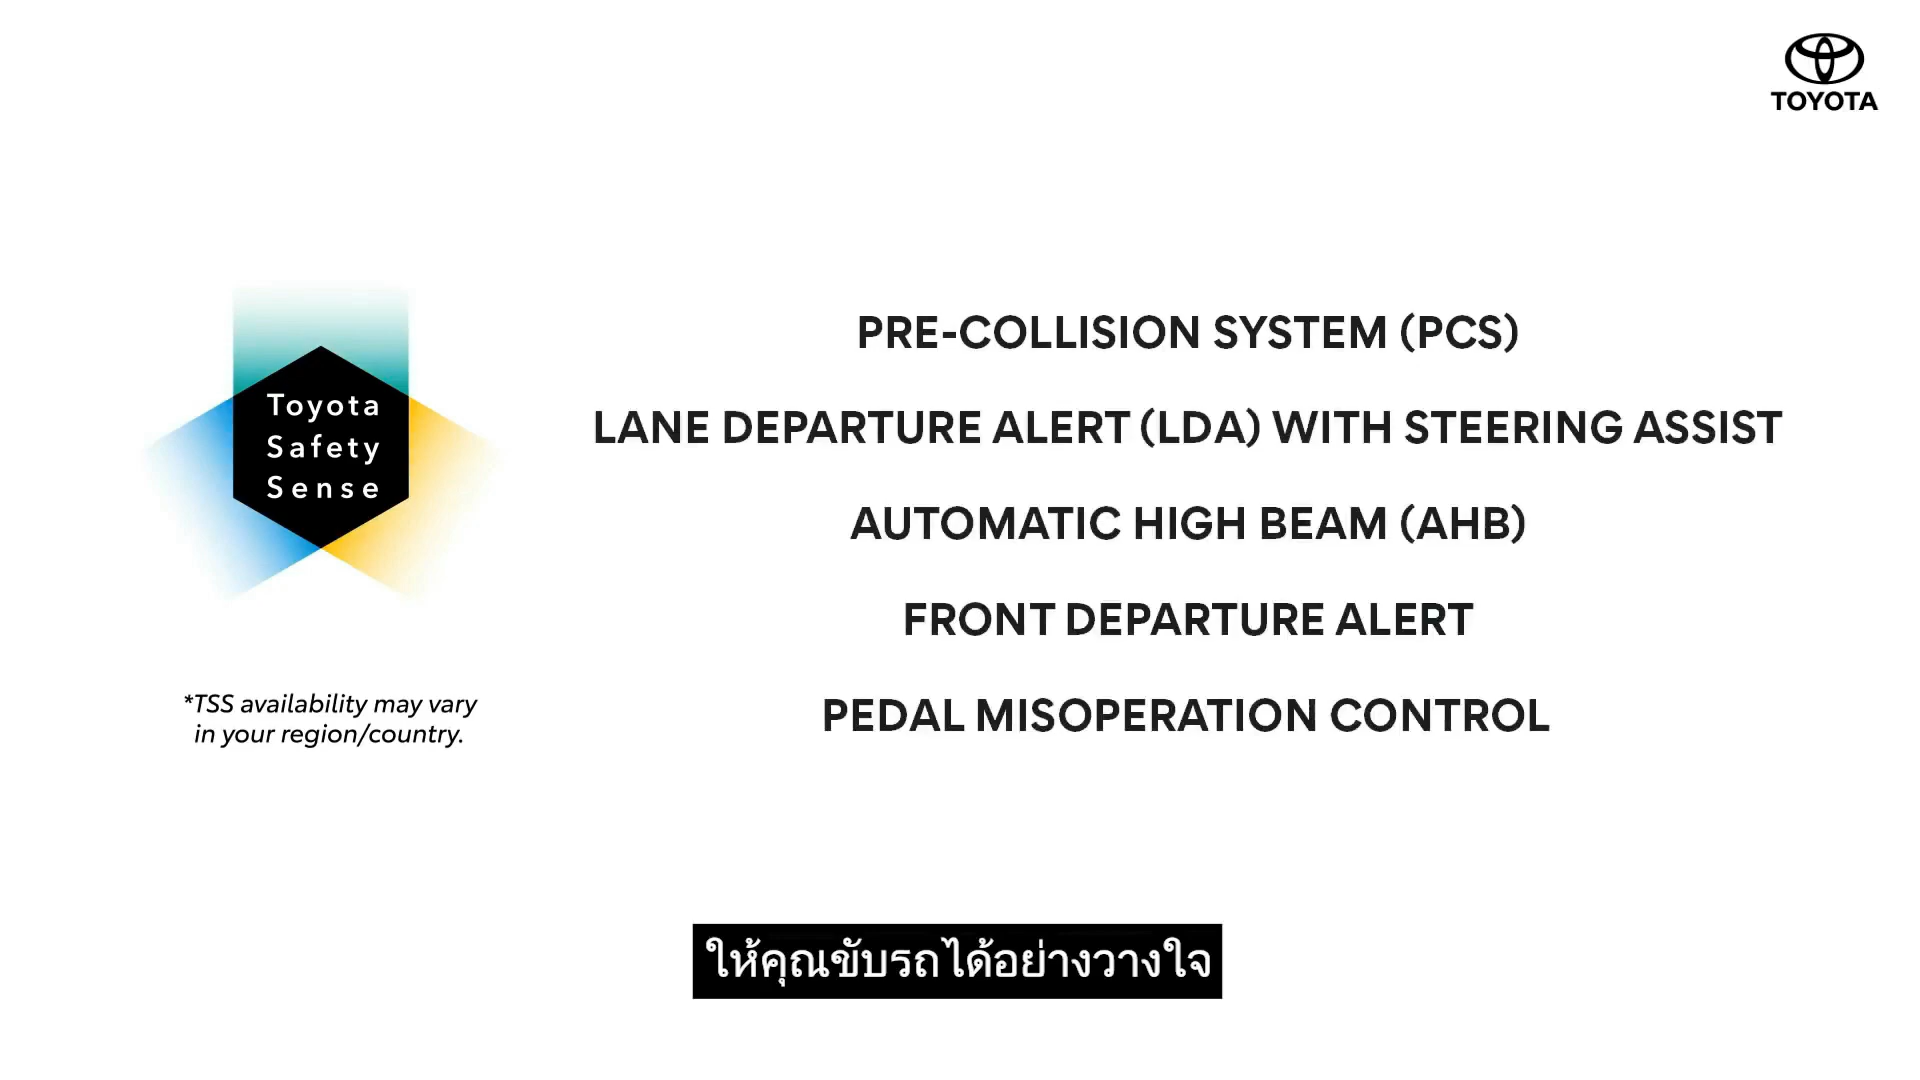 TOYOTA
Toyota
Safety
Sense
*TSS availability may vary
in your region/country.
PRE-COLLISION SYSTEM (PCS)
LANE DEPARTURE ALERT (LDA) WITH STEERING ASSIST
AUTOMATIC HIGH BEAM (AHB)
FRONT DEPARTURE ALERT
PEDAL MISOPERATION CONTROL
ให้คุณขับรถได้อย่างวางใจ